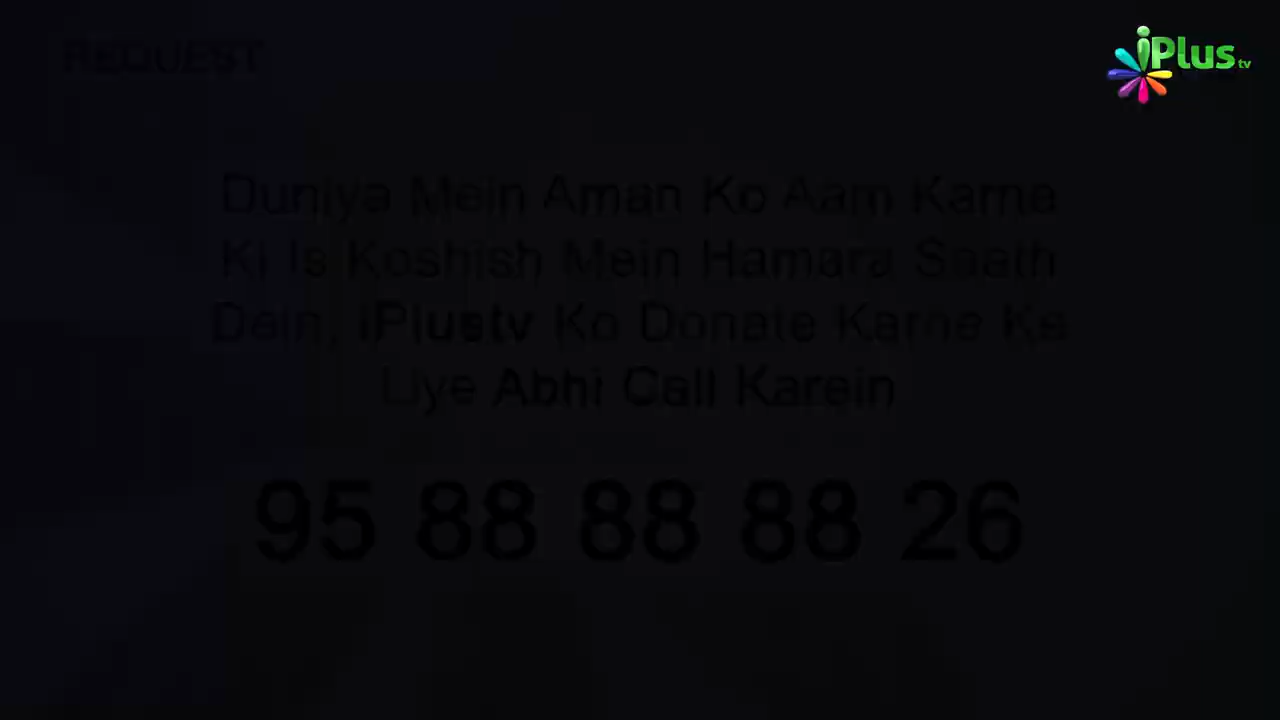 REQUEST
iPlus tv
Duniya Mein Aman Ko Aam Karne
Ki Is Koshish Mein Hamara Saath
Dein, iPlustv Ko Donate Karne Ke
Liye Abhi Call Karein
95 88 88 88 26